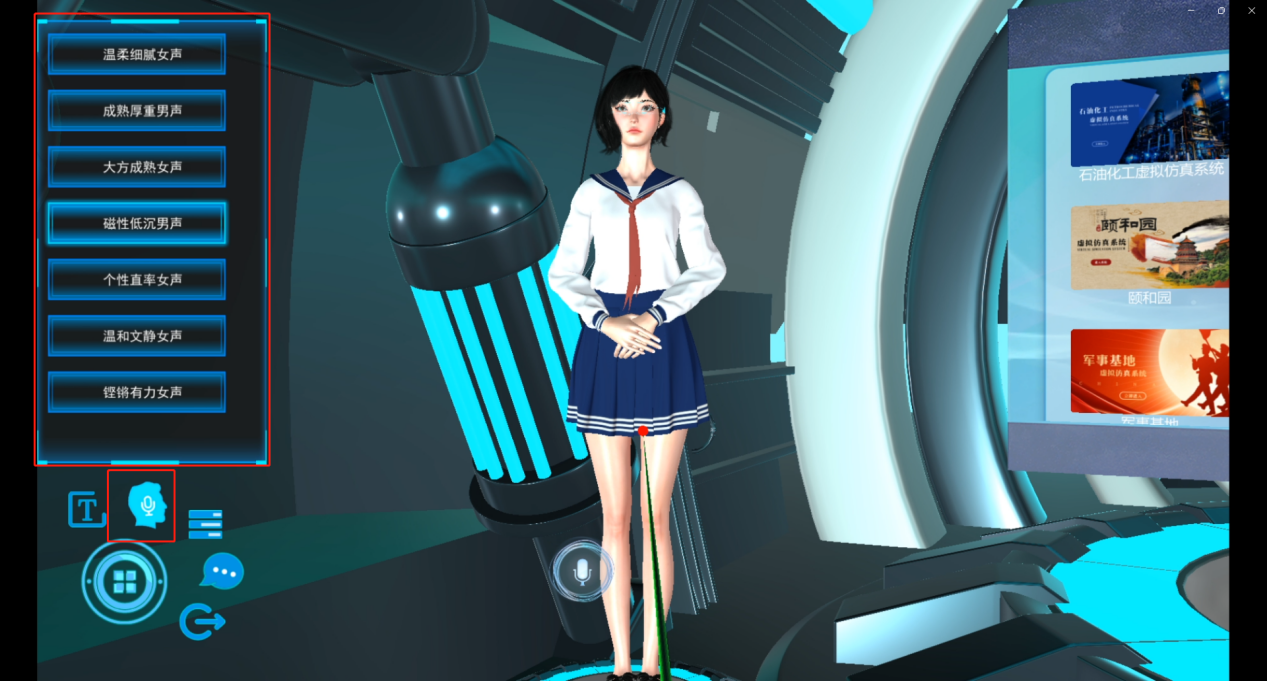 温柔细腻女声
成熟厚重男声
大方成熟女声
磁性低沉男声
个性直率女声
温和文静女声
铿锵有力女声
T
石油化工
虚拟仿真系统
石油化工虚拟仿真系统
颐和园
虚拟仿真系统
颐和园
军事基地
虚拟仿真系统
军事基地